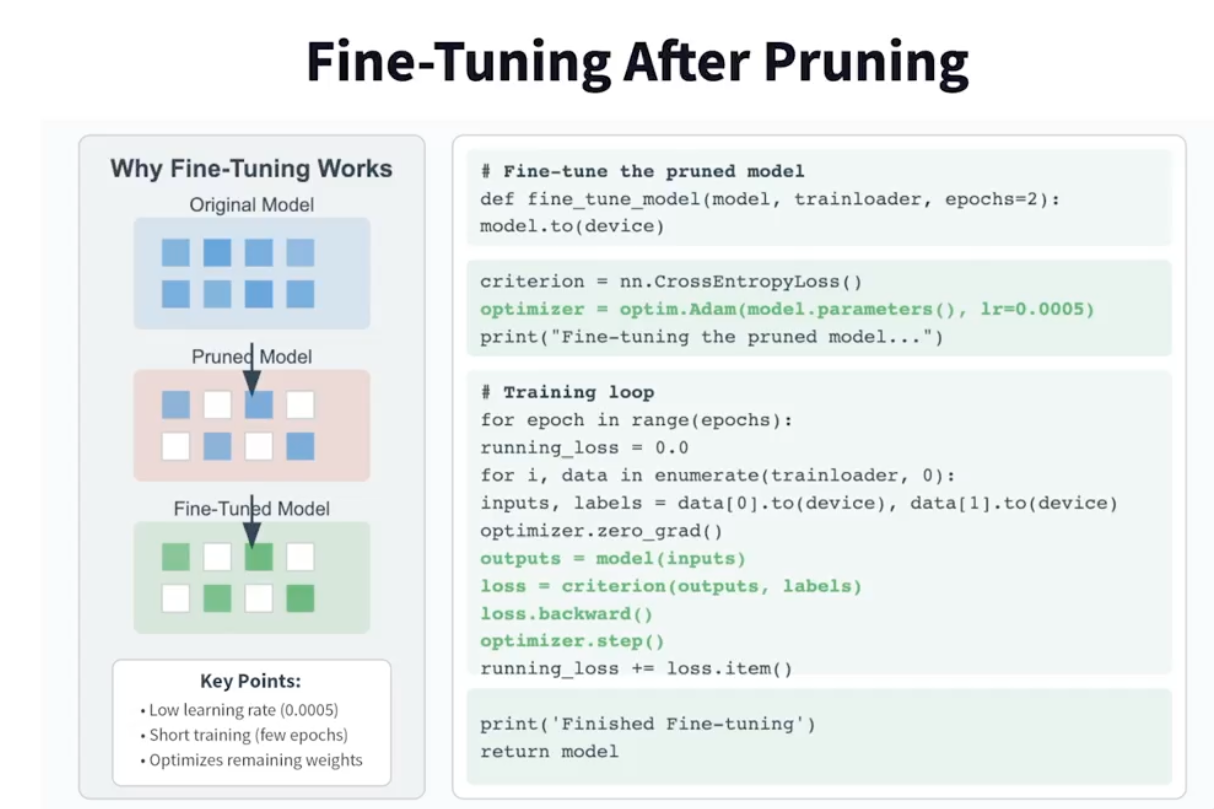 Fine-Tuning After Pruning
Why Fine-Tuning Works
Original Model
Pruned Model
Fine-Tuned Model
Key Points:
• Low learning rate (0.0005)
• Short training (few epochs)
• Optimizes remaining weights
# Fine-tune the pruned model
def fine_tune_model(model, trainloader, epochs=2):
model.to(device)
criterion = nn.CrossEntropyLoss()
optimizer = optim.Adam(model.parameters(), lr=0.0005)
print("Fine-tuning the pruned model...")
# Training loop
for epoch in range(epochs):
running_loss = 0.0
for i, data in enumerate(trainloader, 0):
inputs, labels = data[0].to(device), data[1].to(device)
optimizer.zero_grad()
outputs = model(inputs)
loss = criterion(outputs, labels)
loss.backward()
optimizer.step()
running_loss += loss.item()
print('Finished Fine-tuning')
return model